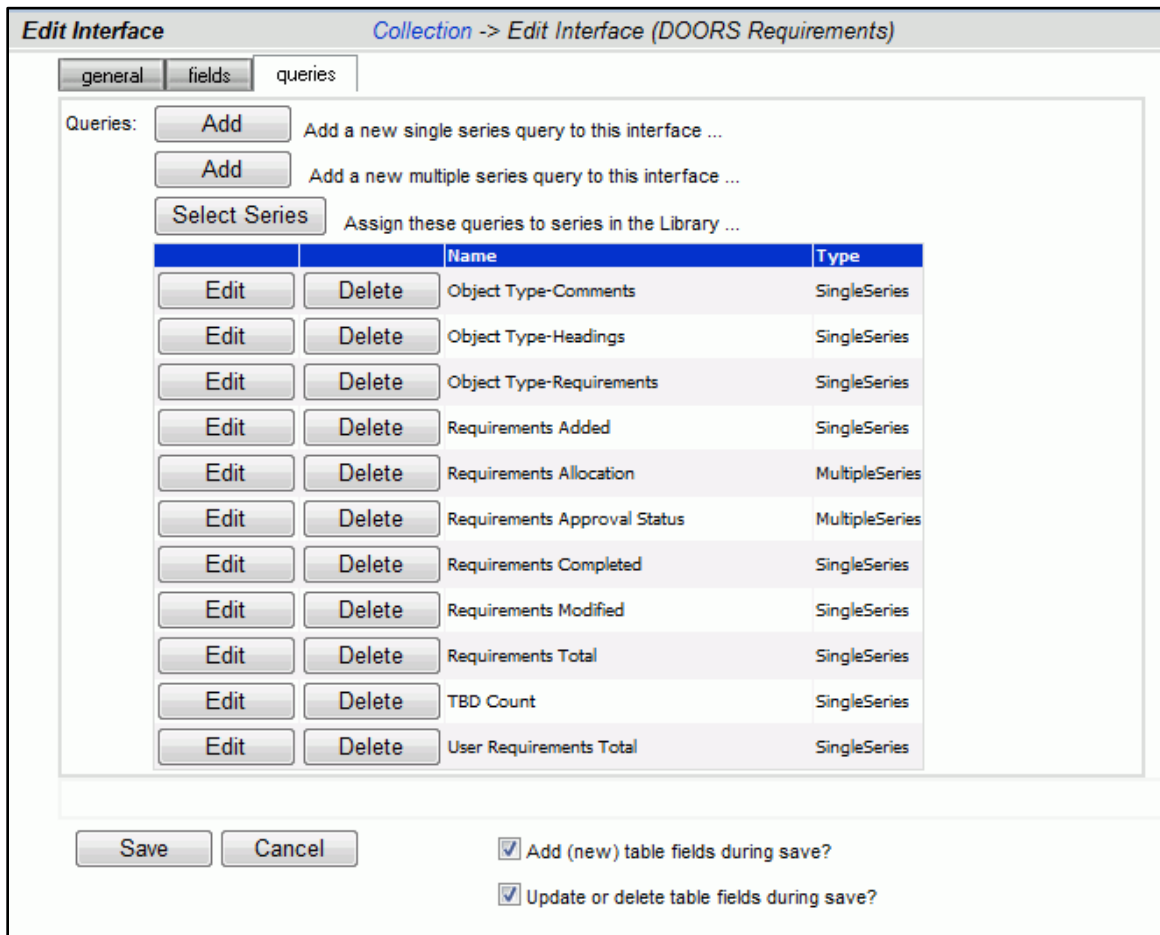 Edit Interface Collection -> Edit Interface (DOORS Requirements)
general fields queries
Queries: Add Add a new single series query to this interface ...
Add Add a new multiple series query to this interface ...
Select Series Assign these queries to series in the Library ...
Name Type
Edit Delete Object Type-Comments SingleSeries
Edit Delete Object Type-Headings SingleSeries
Edit Delete Object Type-Requirements SingleSeries
Edit Delete Requirements Added SingleSeries
Edit Delete Requirements Allocation MultipleSeries
Edit Delete Requirements Approval Status MultipleSeries
Edit Delete Requirements Completed SingleSeries
Edit Delete Requirements Modified SingleSeries
Edit Delete Requirements Total SingleSeries
Edit Delete TBD Count SingleSeries
Edit Delete User Requirements Total SingleSeries
Save Cancel Add (new) table fields during save?
Update or delete table fields during save?